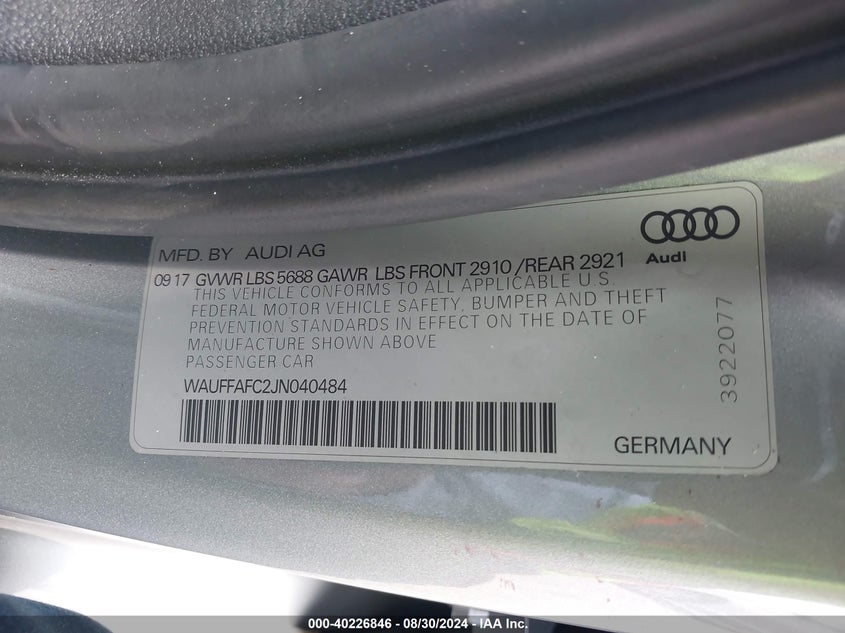 MFD. BY AUDI AG
Audi
09 17 GVWR LBS 5688 GAWR LBS FRONT 2910 /REAR 2921
THIS VEHICLE CONFORMS TO ALL APPLICABLE U.S.
FEDERAL MOTOR VEHICLE SAFETY, BUMPER AND THEFT
PREVENTION STANDARDS IN EFFECT ON THE DATE OF
MANUFACTURE SHOWN ABOVE
PASSENGER CAR
WAUFFAFC2JN040484
3922077
GERMANY
000-40226846 - 08/30/2024 - IAA Inc.